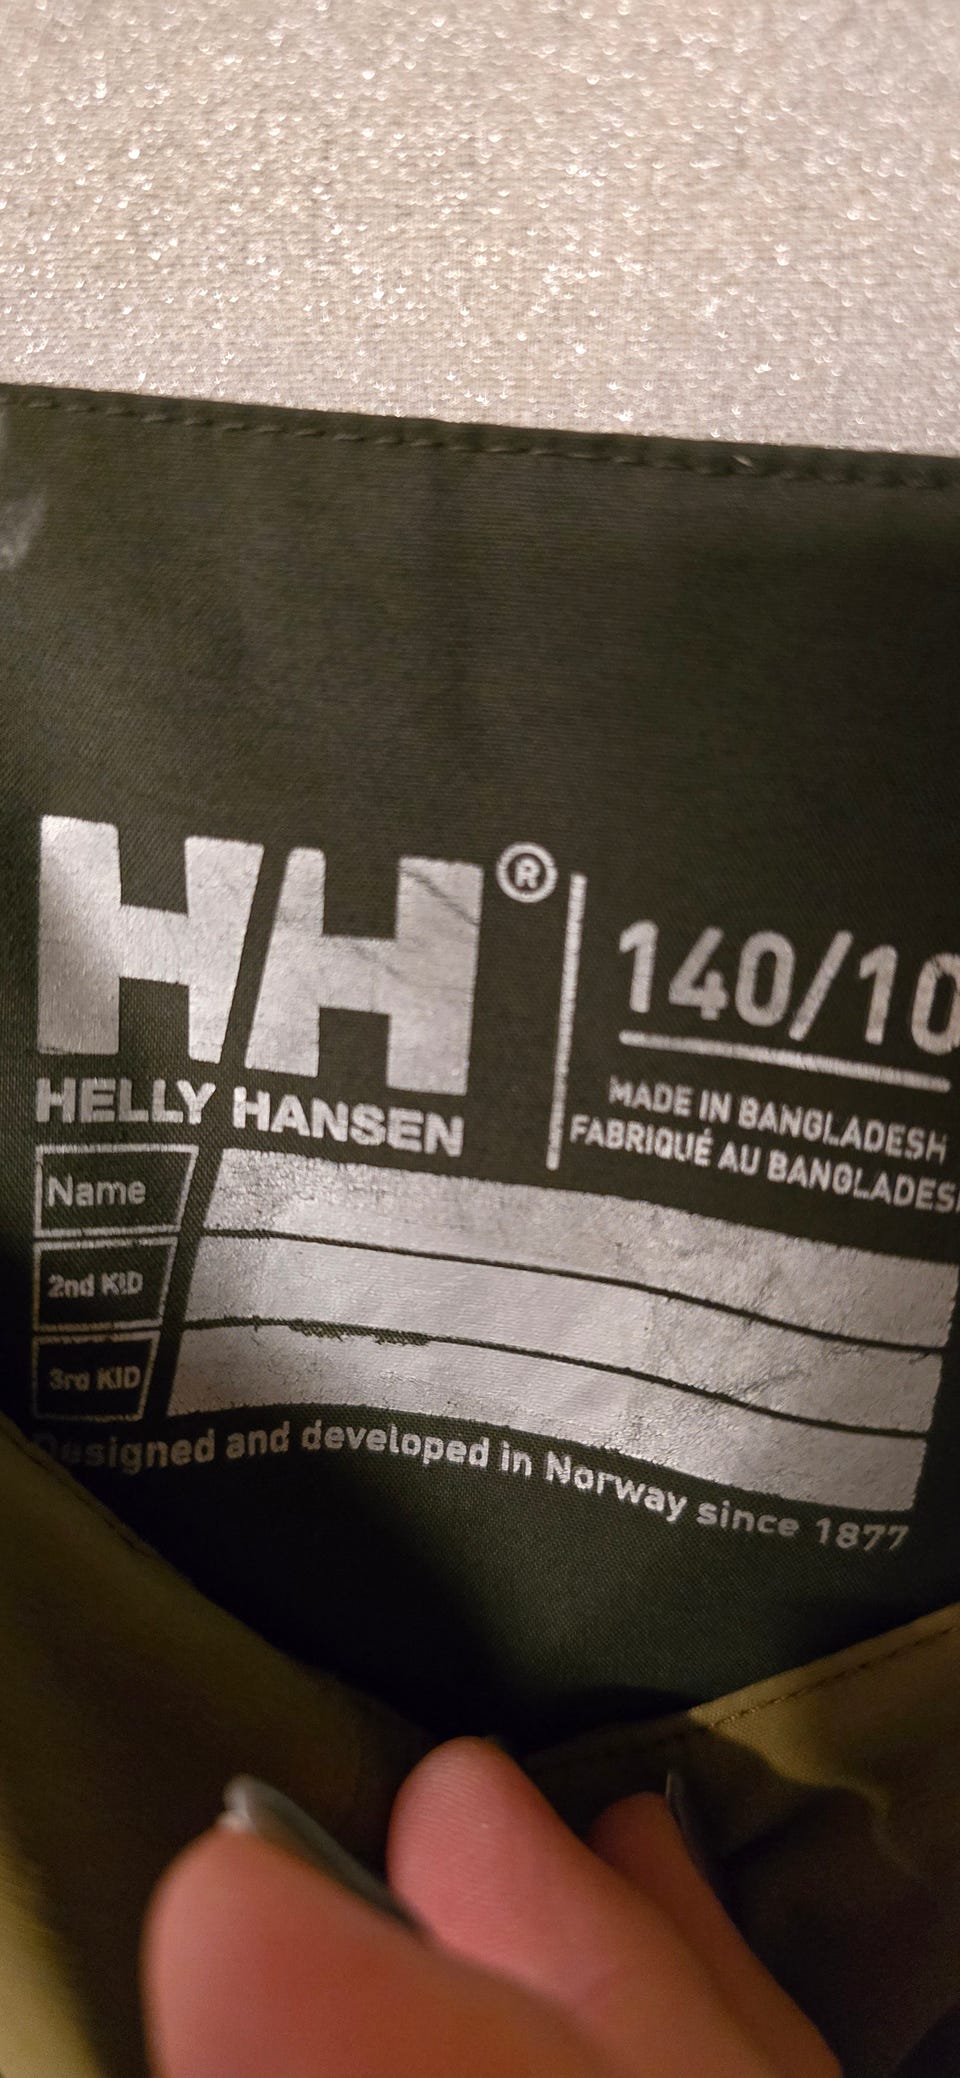 HH®
HELLY HANSEN
140/10
MADE IN BANGLADESH
FABRIQUÉ AU BANGLADESH
Name
2nd KID
3rd KID
Designed and developed in Norway since 1877